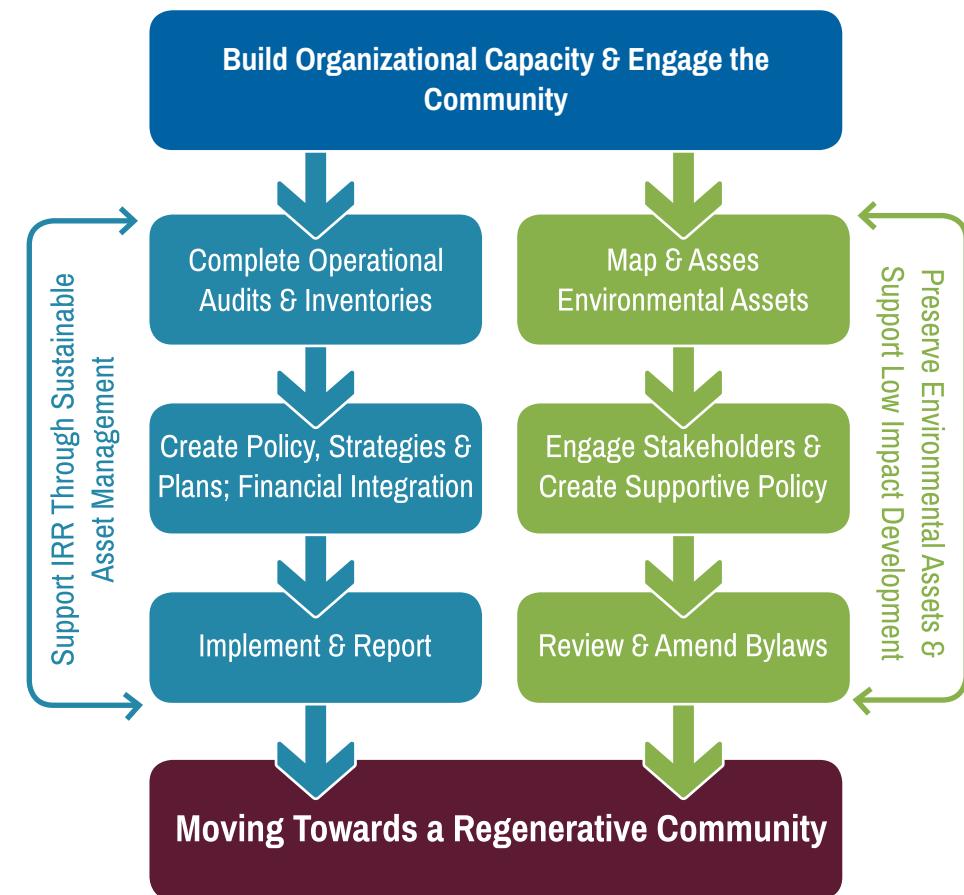 Build Organizational Capacity & Engage the
Community
Support IRR Through Sustainable
Asset Management
Complete Operational
Audits & Inventories
Create Policy, Strategies &
Plans; Financial Integration
Implement & Report
Map & Asses
Environmental Assets
Engage Stakeholders &
Create Supportive Policy
Review & Amend Bylaws
Preserve Environmental Assets &
Support Low Impact Development
Moving Towards a Regenerative Community